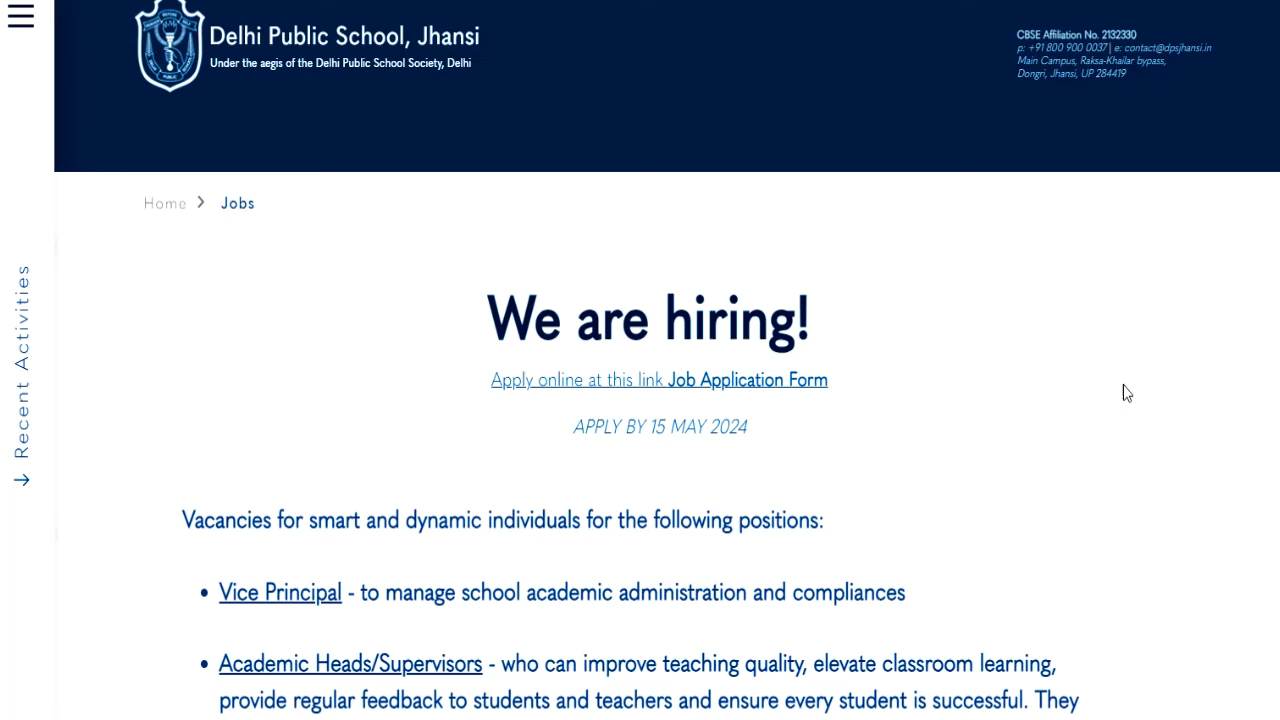 Delhi Public School, Jhansi
Under the aegis of the Delhi Public School Society, Delhi
CBSE Affiliation No. 2132330
p: +91 800 900 0037 | e: contact@dpsjhansi.in
Main Campus, Raksa-Khailar bypass,
Dongri, Jhansi, UP 284419
Home > Jobs
Recent Activities
We are hiring!
Apply online at this link Job Application Form
APPLY BY 15 MAY 2024
Vacancies for smart and dynamic individuals for the following positions:
• Vice Principal - to manage school academic administration and compliances
• Academic Heads/Supervisors - who can improve teaching quality, elevate classroom learning,
provide regular feedback to students and teachers and ensure every student is successful. They